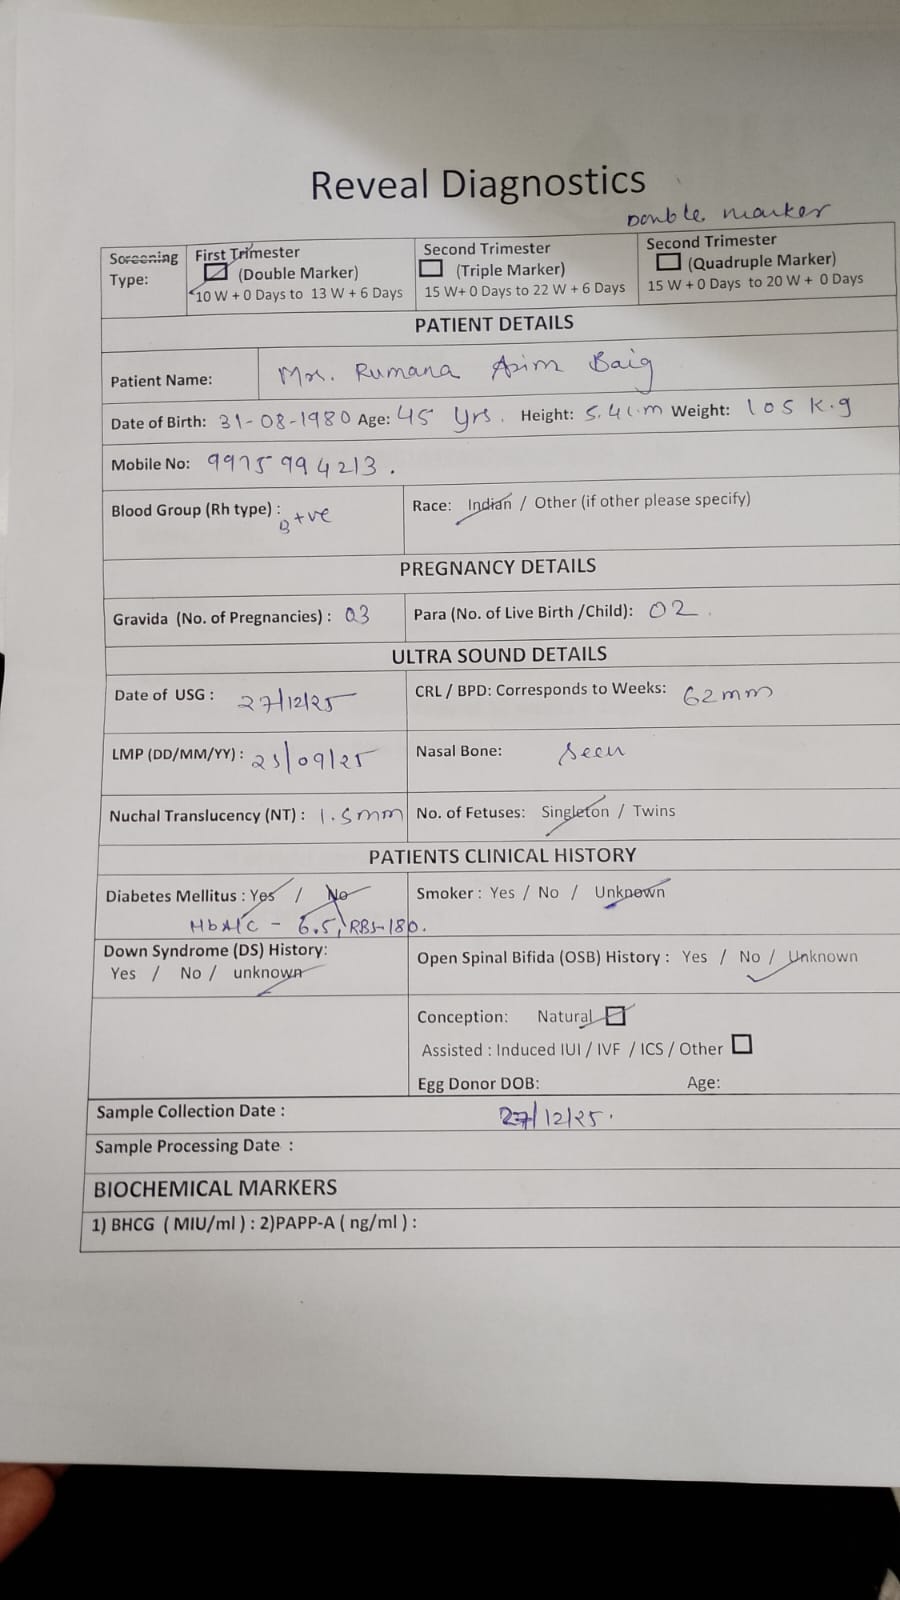 Reveal Diagnostics
Double marker
Screening Type:
First Trimester
(Double Marker)
10 W + 0 Days to 13 W + 6 Days
Second Trimester
(Triple Marker)
15 W+ 0 Days to 22 W + 6 Days
Second Trimester
(Quadruple Marker)
15 W + 0 Days to 20 W + 0 Days
PATIENT DETAILS
Patient Name: Mrs. Rumana Azim Baig
Date of Birth: 31-08-1980 Age: 45 yrs. Height: 5.4 c.m Weight: 105 K.g
Mobile No: 9975994213.
Blood Group (Rh type) : B +ve
Race: Indian / Other (if other please specify)
PREGNANCY DETAILS
Gravida (No. of Pregnancies) : 03
Para (No. of Live Birth /Child): 02.
ULTRA SOUND DETAILS
Date of USG : 27/12/25
CRL / BPD: Corresponds to Weeks: 62mm
LMP (DD/MM/YY) : /09/25
Nasal Bone: seen
Nuchal Translucency (NT) : 1.5mm
No. of Fetuses: Singleton / Twins
PATIENTS CLINICAL HISTORY
Diabetes Mellitus : Yes / No
HbA1C - 6.5, RBS-180.
Smoker : Yes / No / Unknown
Down Syndrome (DS) History:
Yes / No / unknown
Open Spinal Bifida (OSB) History : Yes / No / Unknown
Conception: Natural
Assisted : Induced IUI / IVF / ICS / Other
Egg Donor DOB: Age:
Sample Collection Date : 27/12/25.
Sample Processing Date :
BIOCHEMICAL MARKERS
1) BHCG ( MIU/ml ) : 2)PAPP-A ( ng/ml ) :